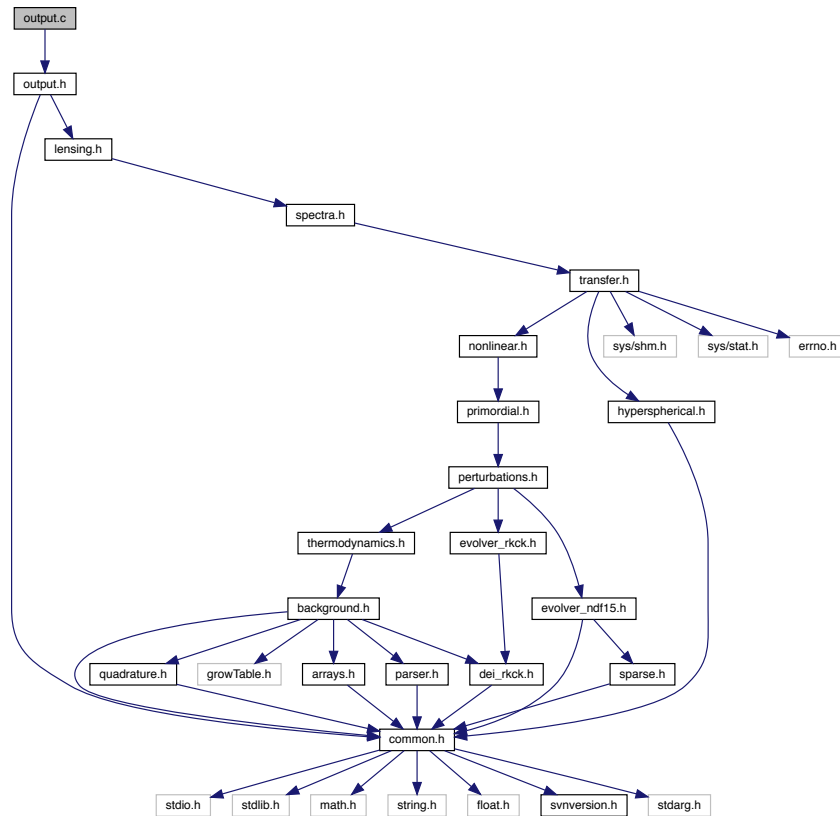 output.c
output.h
lensing.h
spectra.h
transfer.h
nonlinear.h
sys/shm.h
sys/stat.h
errno.h
primordial.h
hyperspherical.h
perturbations.h
thermodynamics.h
evolver_rkck.h
background.h
evolver_ndf15.h
quadrature.h
growTable.h
arrays.h
parser.h
dei_rkck.h
sparse.h
common.h
stdio.h
stdlib.h
math.h
string.h
float.h
svnversion.h
stdarg.h